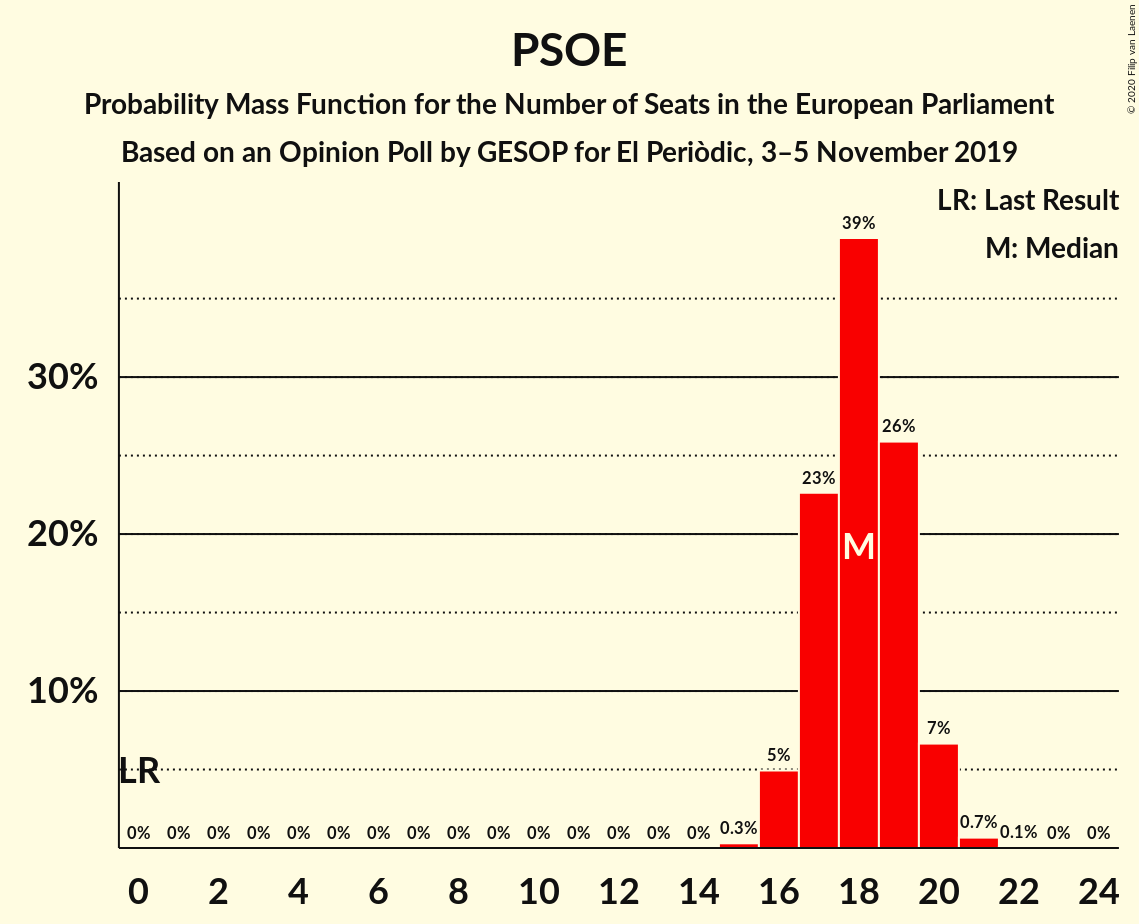 PSOE
Probability Mass Function for the Number of Seats in the European Parliament
Based on an Opinion Poll by GESOP for El Periòdic, 3–5 November 2019
© 2020 Filip van Laenen
LR: Last Result
M: Median
39%
30%
26%
23%
20%
M
10%
7%
5%
LR
0% 0% 0% 0% 0% 0% 0% 0% 0% 0% 0% 0% 0% 0% 0% 0.3% 0.7% 0.1% 0% 0%
0 2 4 6 8 10 12 14 16 18 20 22 24